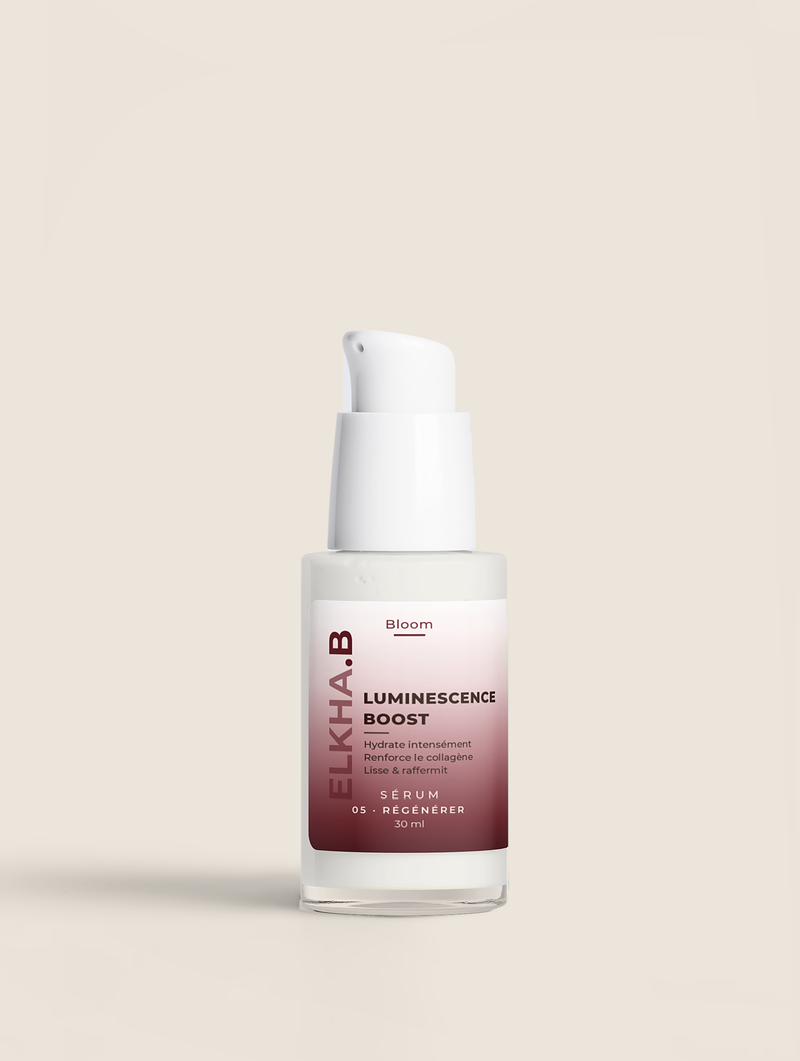 Bloom
ELKHA.B
LUMINESCENCE
BOOST
Hydrate intensément
Renforce le collagène
Lisse & raffermit
SÉRUM
05 · RÉGÉNÉRER
30 ml